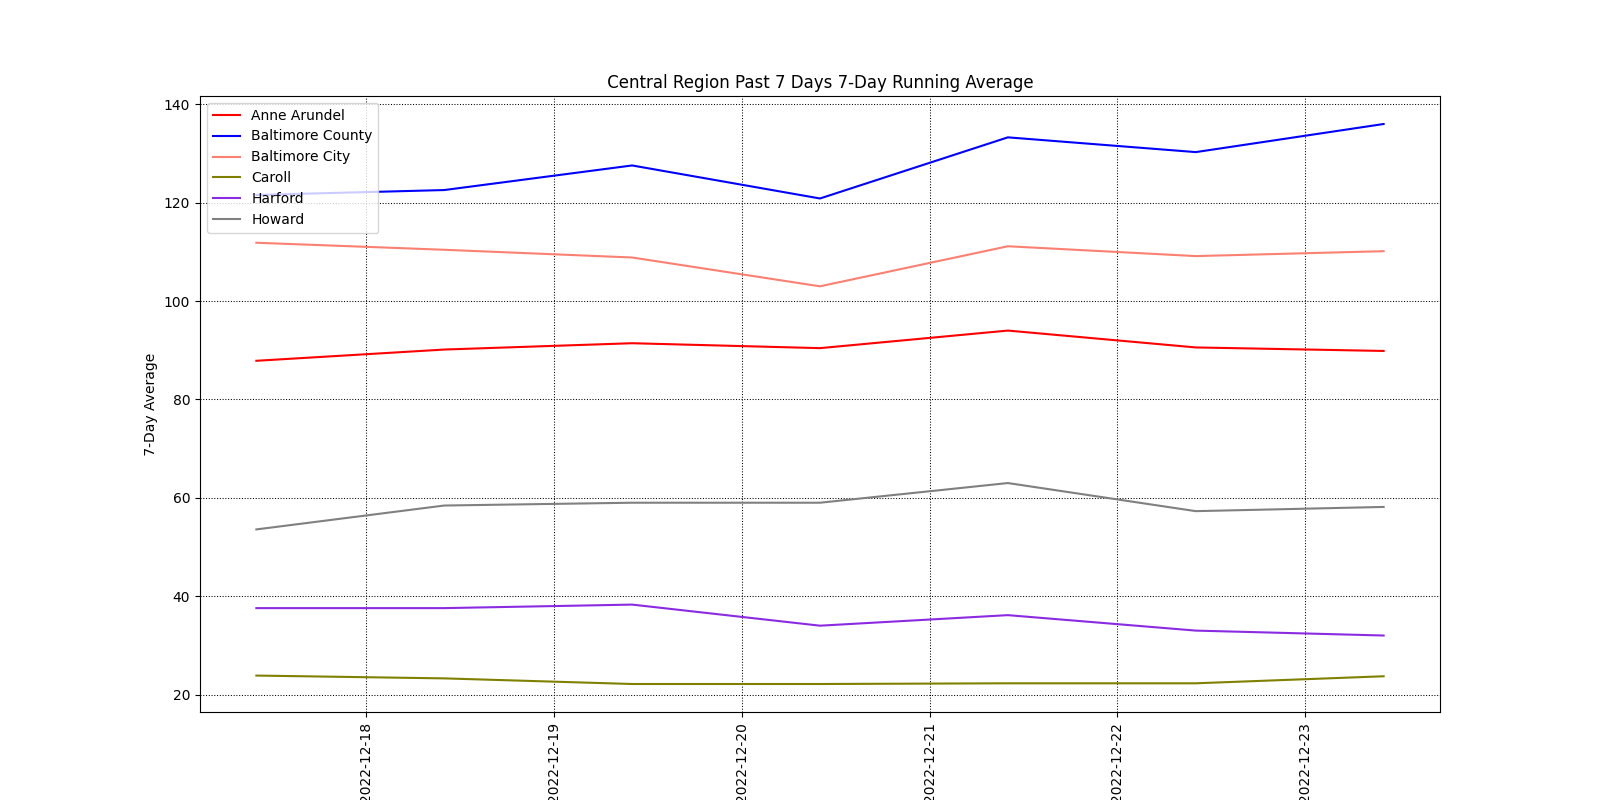 Central Region Past 7 Days 7-Day Running Average
140
120
100
80
60
40
20
7-Day Average
Anne Arundel
Baltimore County
Baltimore City
Caroll
Harford
Howard
2022-12-18
2022-12-19
2022-12-20
2022-12-21
2022-12-22
2022-12-23